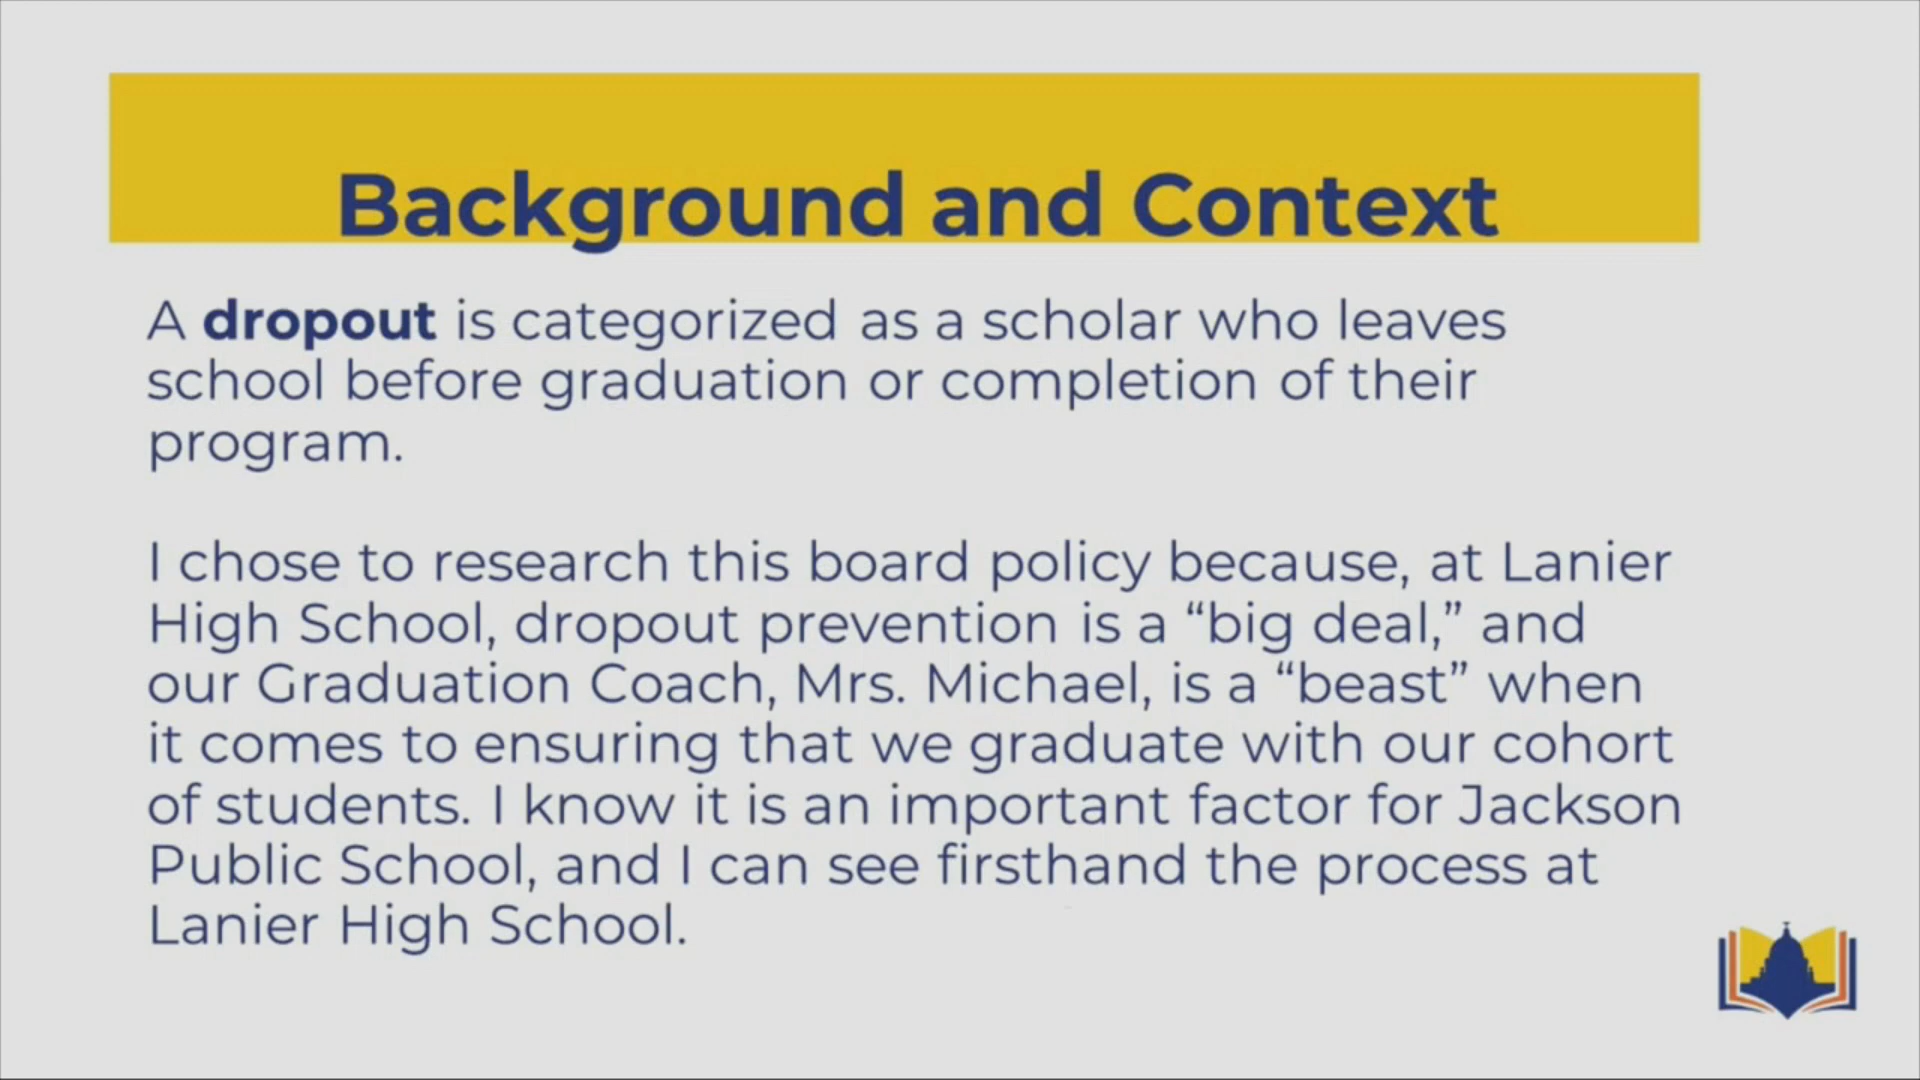 Background and Context
A dropout is categorized as a scholar who leaves
school before graduation or completion of their
program.
I chose to research this board policy because, at Lanier
High School, dropout prevention is a “big deal,” and
our Graduation Coach, Mrs. Michael, is a “beast” when
it comes to ensuring that we graduate with our cohort
of students. I know it is an important factor for Jackson
Public School, and I can see firsthand the process at
Lanier High School.